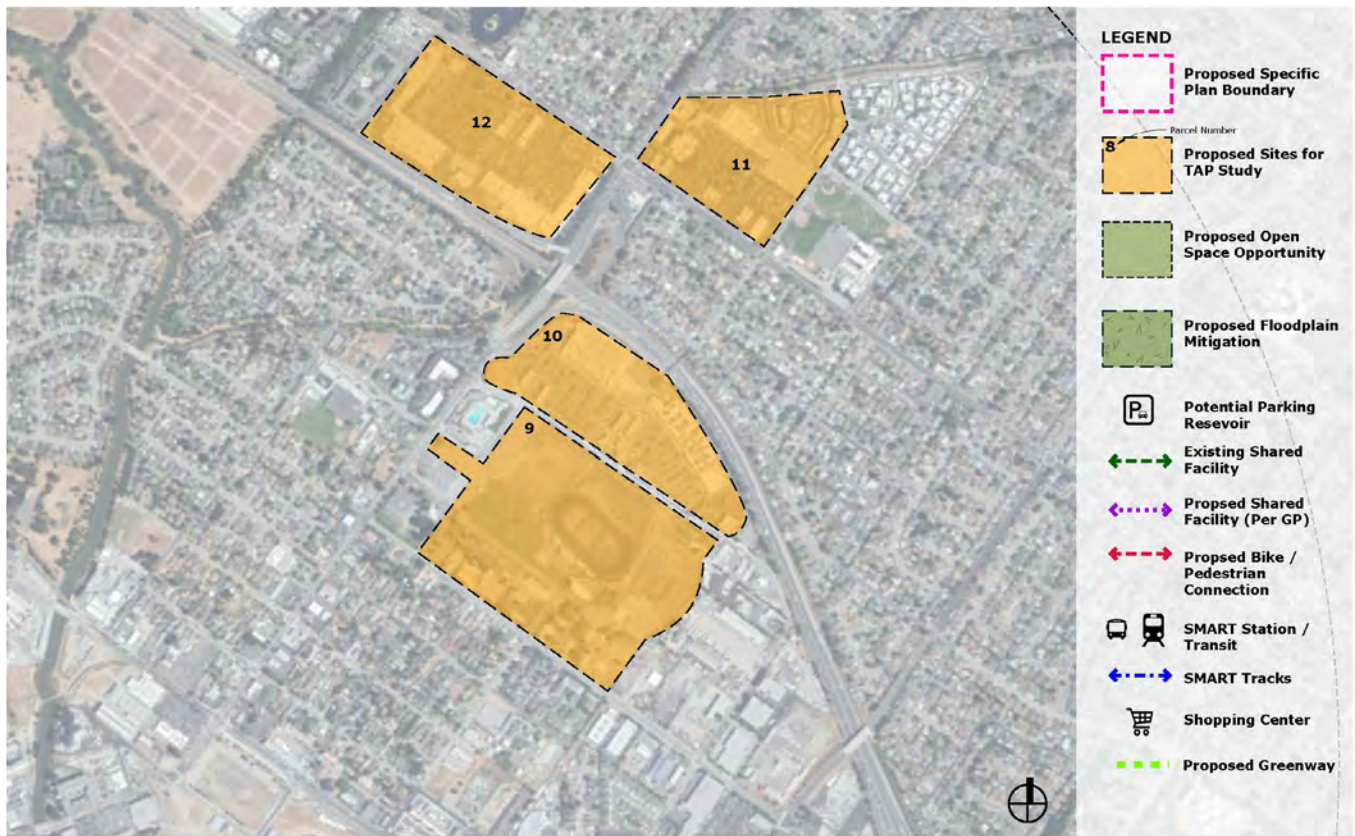 12
11
10
9
LEGEND
Proposed Specific
Plan Boundary
Parcel Number
8
Proposed Sites for
TAP Study
Proposed Open
Space Opportunity
Proposed Floodplain
Mitigation
P
Potential Parking
Resevoir
Existing Shared
Facility
Propsed Shared
Facility (Per GP)
Propsed Bike /
Pedestrian
Connection
SMART Station /
Transit
SMART Tracks
Shopping Center
Proposed Greenway